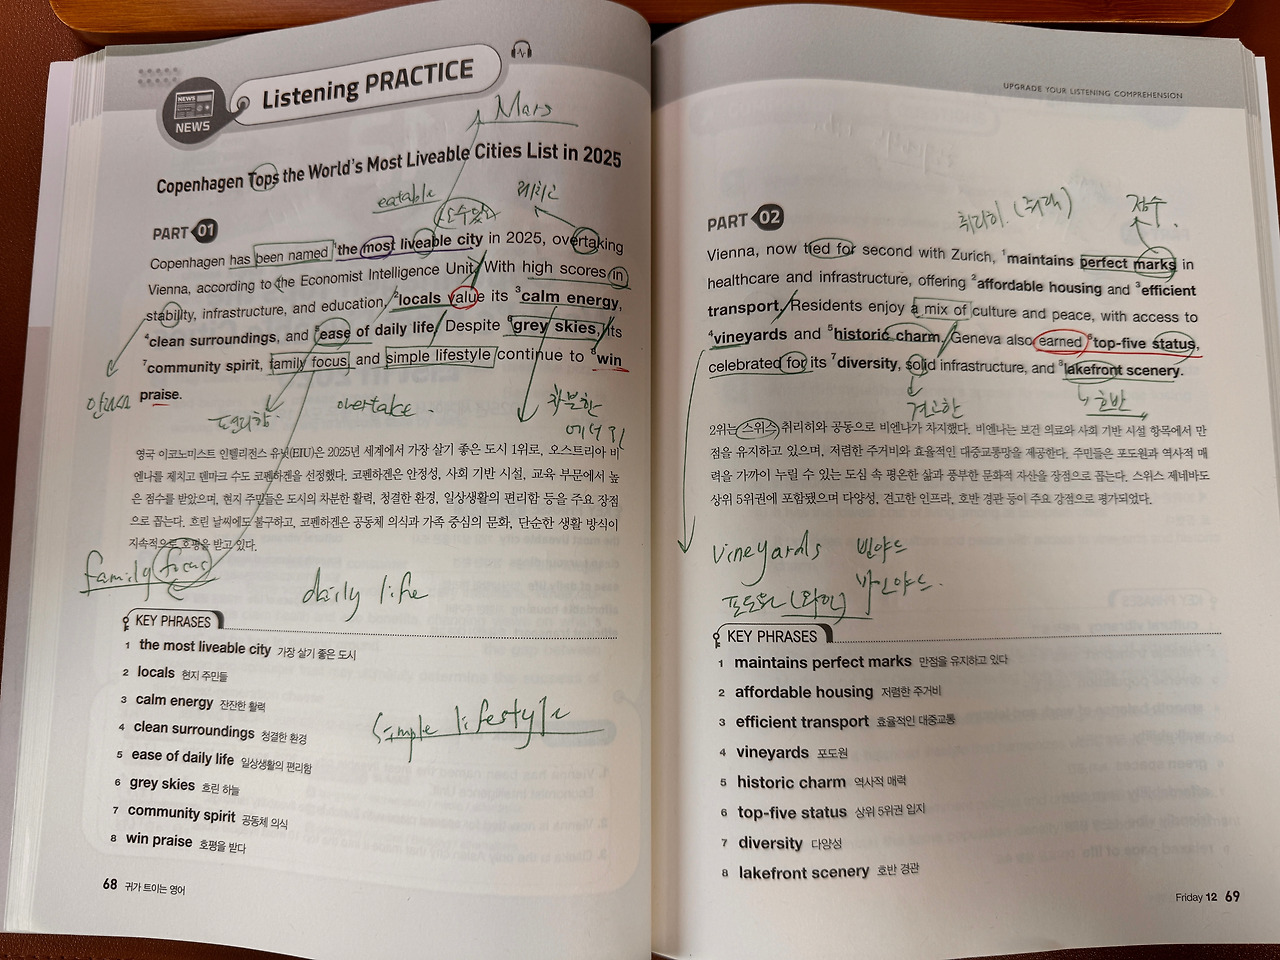 NEWS
Listening PRACTICE
Mars
Copenhagen Tops the World's Most Liveable Cities List in 2025
eatable
PART 01
Copenhagen has been named ¹the most liveable city in 2025, overtaking
Vienna, according to the Economist Intelligence Unit. With high scores in
stability, infrastructure, and education, ²locals value its ³calm energy,
⁴clean surroundings, and ⁵ease of daily life. Despite ⁶grey skies, its
⁷community spirit, family focus and simple lifestyle continue to ⁸win
praise.
overtake
차분한
에너지
영국 이코노미스트 인텔리전스 유닛(EIU)은 2025년 세계에서 가장 살기 좋은 도시 1위로, 오스트리아 비
엔나를 제치고 덴마크 수도 코펜하겐을 선정했다. 코펜하겐은 안정성, 사회 기반 시설, 교육 부문에서 높
은 점수를 받았으며, 현지 주민들은 도시의 차분한 활력, 청결한 환경, 일상생활의 편리함 등을 주요 장점
으로 꼽는다. 흐린 날씨에도 불구하고, 코펜하겐은 공동체 의식과 가족 중심의 문화, 단순한 생활 방식이
지속적으로 호평을 받고 있다.
family focus
daily life
KEY PHRASES
1 the most liveable city 가장 살기 좋은 도시
2 locals 현지 주민들
3 calm energy 잔잔한 활력
4 clean surroundings 청결한 환경
5 ease of daily life 일상생활의 편리함
6 grey skies 흐린 하늘
7 community spirit 공동체 의식
8 win praise 호평을 받다
simple lifestyle
68 귀가 트이는 영어
UPGRADE YOUR LISTENING COMPREHENSION
점수
PART 02
Vienna, now tied for second with Zurich, ¹maintains perfect marks in
healthcare and infrastructure, offering ²affordable housing and ³efficient
transport. Residents enjoy a mix of culture and peace, with access to
⁴vineyards and ⁵historic charm. Geneva also earned ⁶top-five status,
celebrated for its ⁷diversity, solid infrastructure, and ⁸lakefront scenery.
견고한
호반
2위는 스위스 취리히와 공동으로 비엔나가 차지했다. 비엔나는 보건 의료와 사회 기반 시설 항목에서 만
점을 유지하고 있으며, 저렴한 주거비와 효율적인 대중교통망을 제공한다. 주민들은 포도원과 역사적 매
력을 가까이 누릴 수 있는 도심 속 평온한 삶과 풍부한 문화적 자산을 장점으로 꼽는다. 스위스 제네바도
상위 5위권에 포함됐으며 다양성, 견고한 인프라, 호반 경관 등이 주요 강점으로 평가되었다.
vineyards 빈야드
포도원 (와인) 바인야드
KEY PHRASES
1 maintains perfect marks 만점을 유지하고 있다
2 affordable housing 저렴한 주거비
3 efficient transport 효율적인 대중교통
4 vineyards 포도원
5 historic charm 역사적 매력
6 top-five status 상위 5위권 입지
7 diversity 다양성
8 lakefront scenery 호반 경관
Friday 12 69